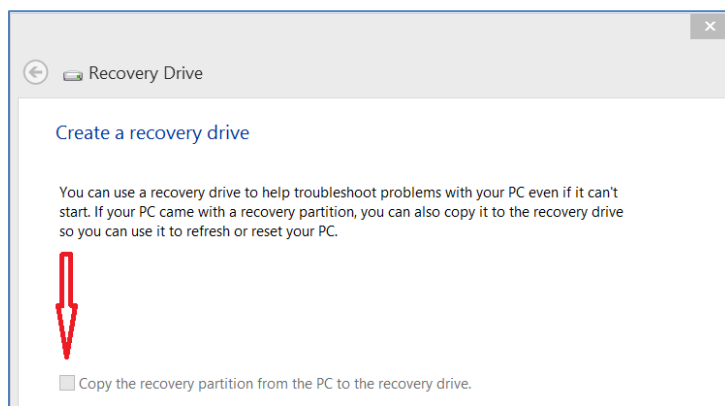 Recovery Drive
Create a recovery drive
You can use a recovery drive to help troubleshoot problems with your PC even if it can't
start. If your PC came with a recovery partition, you can also copy it to the recovery drive
so you can use it to refresh or reset your PC.
Copy the recovery partition from the PC to the recovery drive.